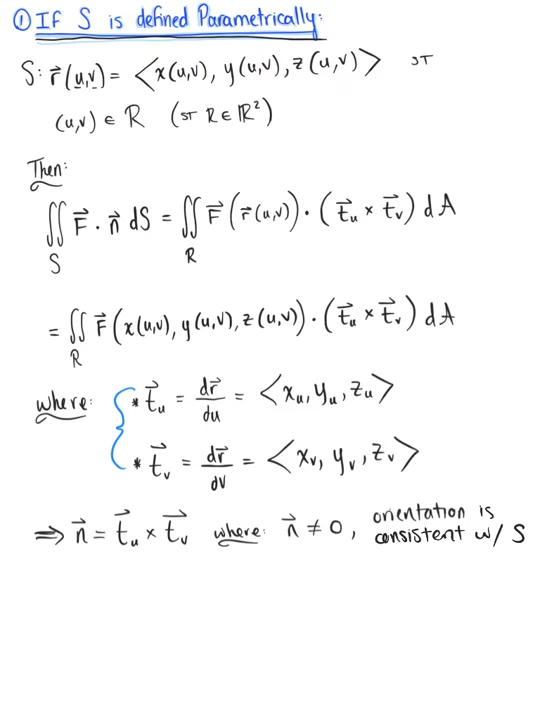 ① If S is defined Parametrically:
S: r⃗(u,v) = ⟨x(u,v), y(u,v), z(u,v)⟩ ST
(u,v) ∈ R (ST R ∈ ℝ²)
Then:
∬_S F⃗ · n⃗ dS = ∬_R F⃗(r⃗(u,v)) · (t⃗_u × t⃗_v) dA
= ∬_R F⃗(x(u,v), y(u,v), z(u,v)) · (t⃗_u × t⃗_v) dA
where: * t⃗_u = dr⃗/du = ⟨x_u, y_u, z_u⟩
* t⃗_v = dr⃗/dv = ⟨x_v, y_v, z_v⟩
⇒ n⃗ = t⃗_u × t⃗_v where: n⃗ ≠ 0, orientation is
consistent w/ S